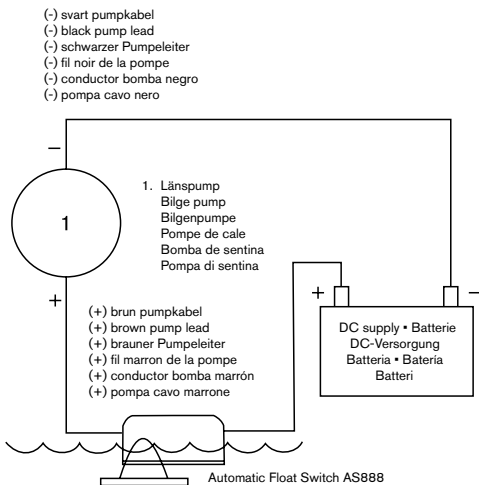 (-) svart pumpkabel
(-) black pump lead
(-) schwarzer Pumpeleiter
(-) fil noir de la pompe
(-) conductor bomba negro
(-) pompa cavo nero
−
1
1. Länspump
Bilge pump
Bilgenpumpe
Pompe de cale
Bomba de sentina
Pompa di sentina
+
(+) brun pumpkabel
(+) brown pump lead
(+) brauner Pumpeleiter
(+) fil marron de la pompe
(+) conductor bomba marrón
(+) pompa cavo marrone
+ −
DC supply ▪ Batterie
DC-Versorgung
Batteria ▪ Batería
Batteri
Automatic Float Switch AS888